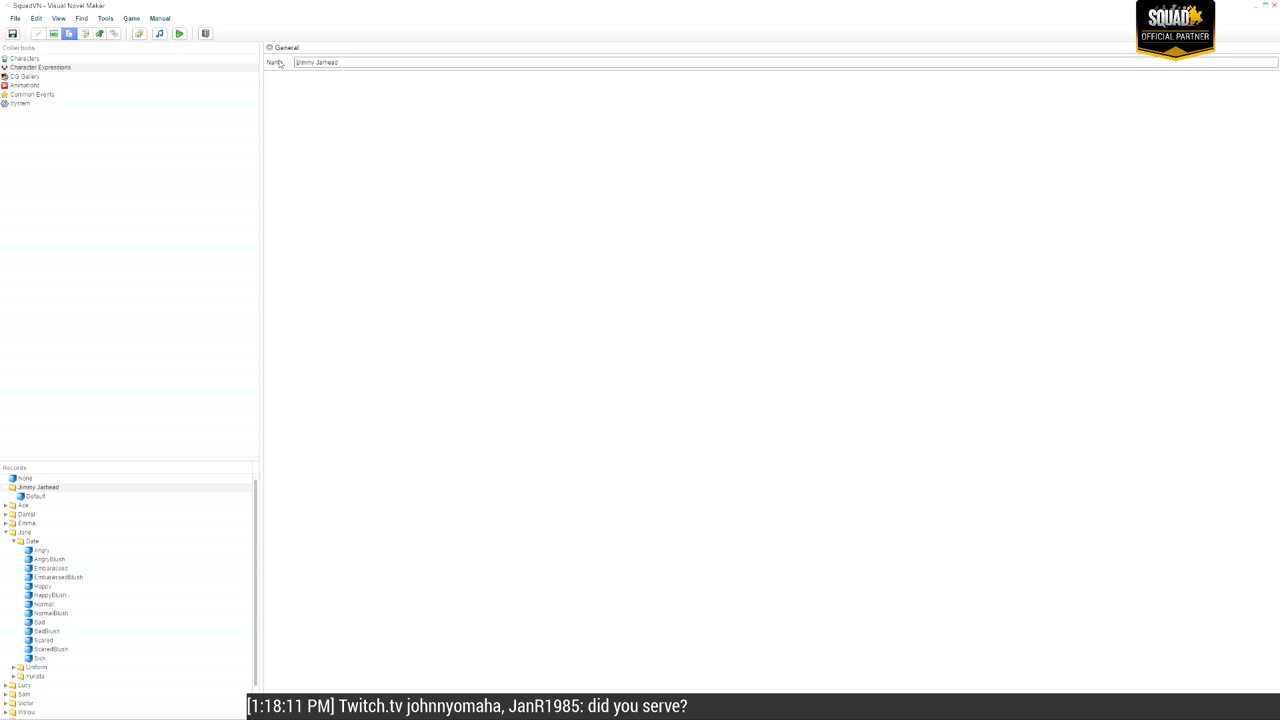 SquadVN - Visual Novel Maker
File Edit View Find Tools Game Manual
SQUAD
OFFICIAL PARTNER
Collections
Characters
Character Expressions
CG Gallery
Animations
Common Events
System
General
Name Jimmy Jarhead
Records
None
Jimmy Jarhead
Default
Ace
Daniel
Emma
Jane
Date
Angry
AngryBlush
Embarassed
EmbarassedBlush
Happy
HappyBlush
Normal
NormalBlush
Sad
SadBlush
Scared
ScaredBlush
Sick
Uniform
Yukata
Lucy
Sam
Victor
Willow
[1:18:11 PM] Twitch.tv johnnyomaha, JanR1985: did you serve?